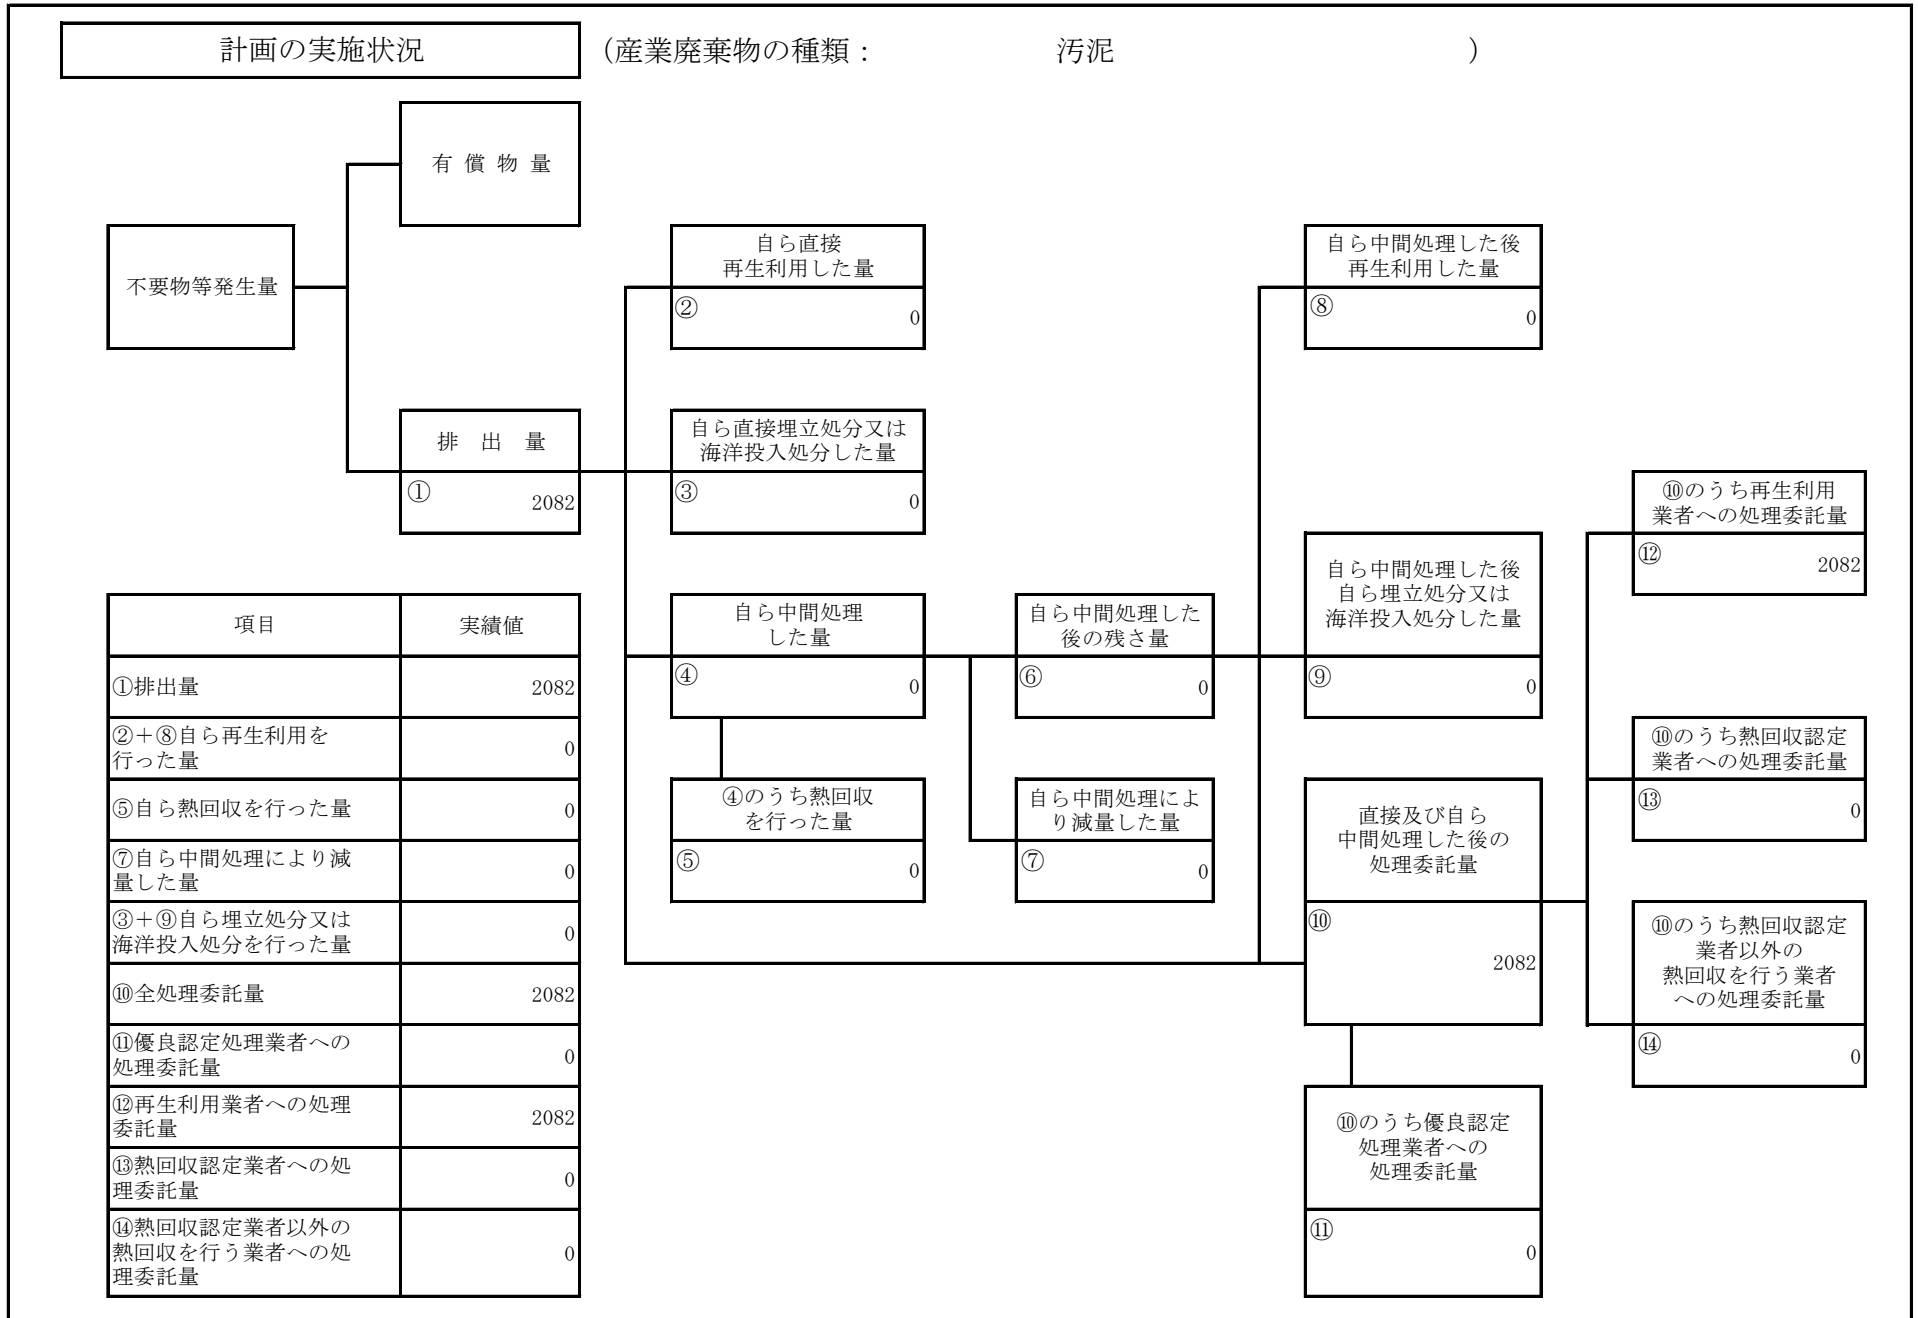 計画の実施状況
（産業廃棄物の種類：　汚泥　）
有 償 物 量
不要物等発生量
自ら直接
再生利用した量
②
0
自ら中間処理した後
再生利用した量
⑧
0
排 出 量
①
2082
自ら直接埋立処分又は
海洋投入処分した量
③
0
⑩のうち再生利用
業者への処理委託量
⑫
2082
自ら中間処理した後
自ら埋立処分又は
海洋投入処分した量
⑨
0
自ら中間処理
した量
④
0
自ら中間処理した
後の残さ量
⑥
0
⑩のうち熱回収認定
業者への処理委託量
⑬
0
④のうち熱回収
を行った量
⑤
0
自ら中間処理によ
り減量した量
⑦
0
直接及び自ら
中間処理した後の
処理委託量
⑩
2082
⑩のうち熱回収認定
業者以外の
熱回収を行う業者
への処理委託量
⑭
0
⑩のうち優良認定
処理業者への
処理委託量
⑪
0
項目 実績値
①排出量 2082
②＋⑧自ら再生利用を
行った量 0
⑤自ら熱回収を行った量 0
⑦自ら中間処理により減
量した量 0
③＋⑨自ら埋立処分又は
海洋投入処分を行った量 0
⑩全処理委託量 2082
⑪優良認定処理業者への
処理委託量 0
⑫再生利用業者への処理
委託量 2082
⑬熱回収認定業者への処
理委託量 0
⑭熱回収認定業者以外の
熱回収を行う業者への処
理委託量 0